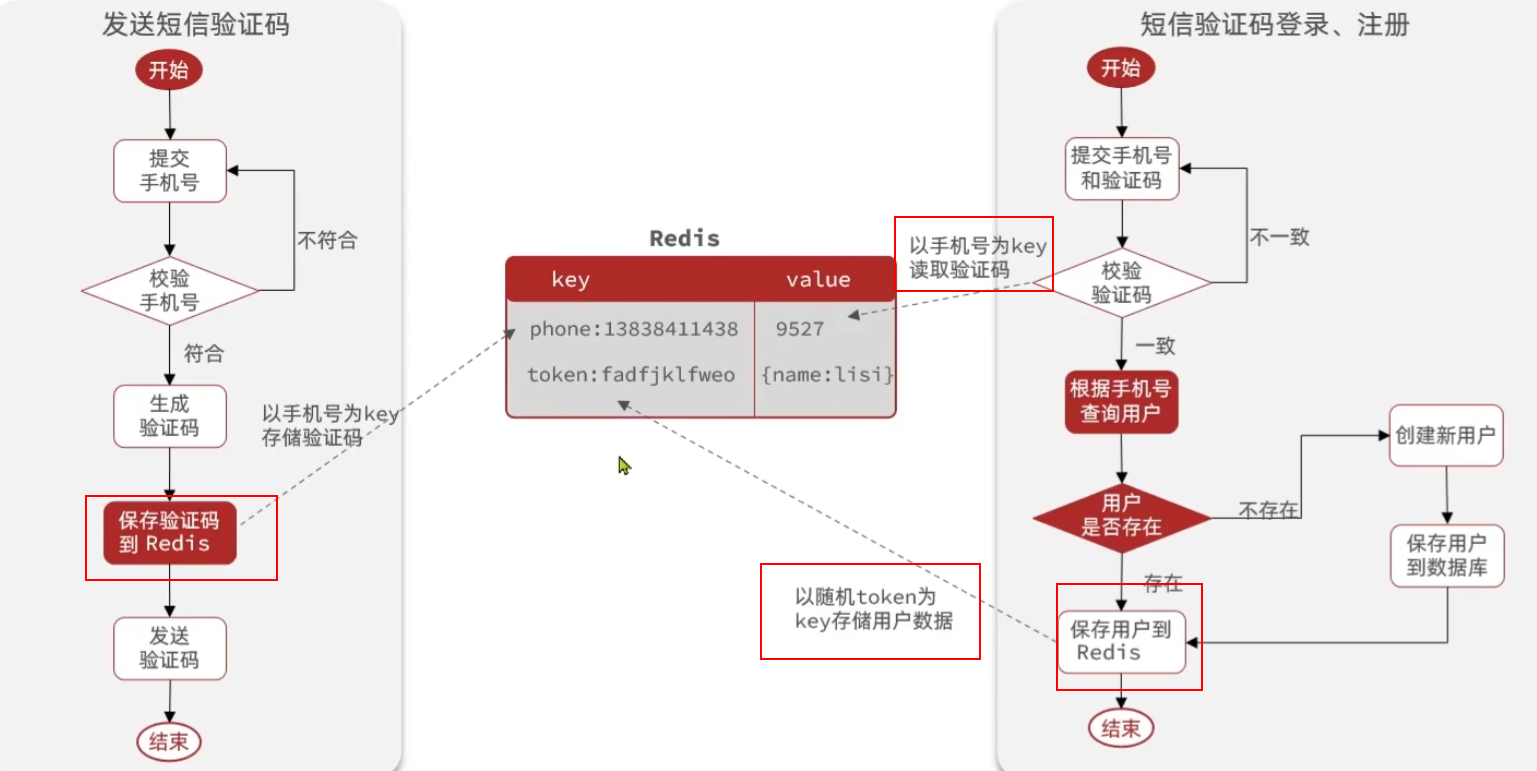 发送短信验证码
开始
提交
手机号
不符合
校验
手机号
符合
生成
验证码
以手机号为key
存储验证码
保存验证码
到 Redis
发送
验证码
结束
Redis
key
value
phone:13838411438
9527
token:fadfjklfweo
{name:lisi}
以随机token为
key存储用户数据
短信验证码登录、注册
开始
提交手机号
和验证码
不一致
以手机号为key
读取验证码
校验
验证码
一致
根据手机号
查询用户
用户
是否存在
不存在
创建新用户
保存用户
到数据库
存在
保存用户到
Redis
结束